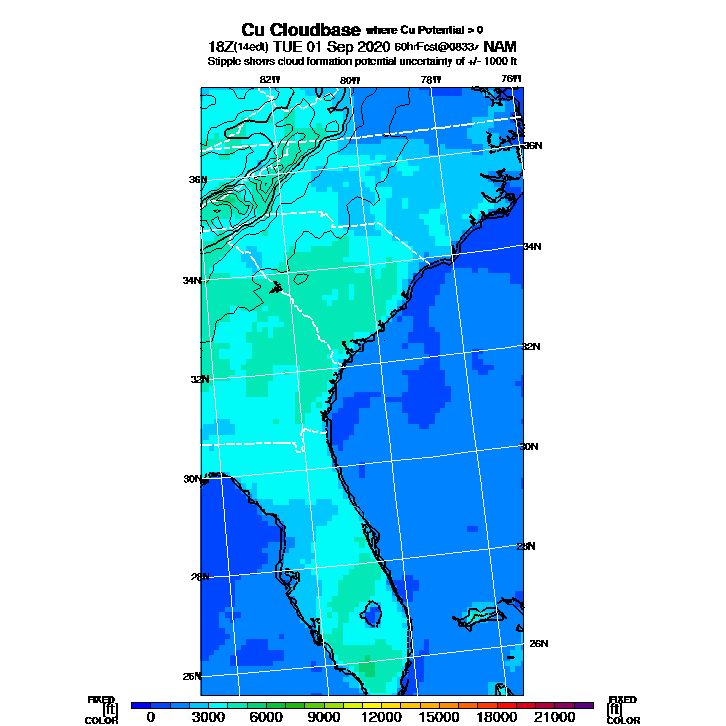 Cu Cloudbase where Cu Potential > 0
18Z(14edt) TUE 01 Sep 2020 60hrFcst@0833z NAM
Stipple shows cloud formation potential uncertainty of +/- 1000 ft
82W 80W 78W 76W
36N
36N
34N
34N
32N
32N
30N
30N
28N
28N
26N
26N
FIXED
[ft]
COLOR
0 3000 6000 9000 12000 15000 18000 21000
FIXED
[ft]
COLOR